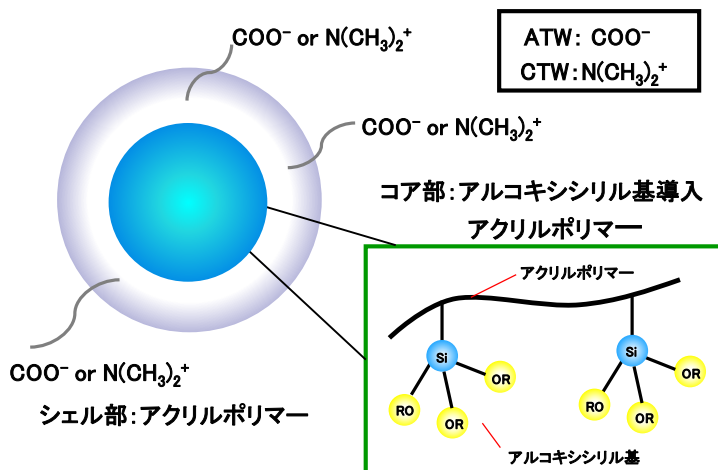 COO⁻ or N(CH₃)₂⁺
ATW: COO⁻
CTW:N(CH₃)₂⁺
COO⁻ or N(CH₃)₂⁺
コア部:アルコキシシリル基導入
アクリルポリマー
アクリルポリマー
Si
Si
OR
OR
RO
RO
OR
OR
COO⁻ or N(CH₃)₂⁺
シェル部:アクリルポリマー
アルコキシシリル基